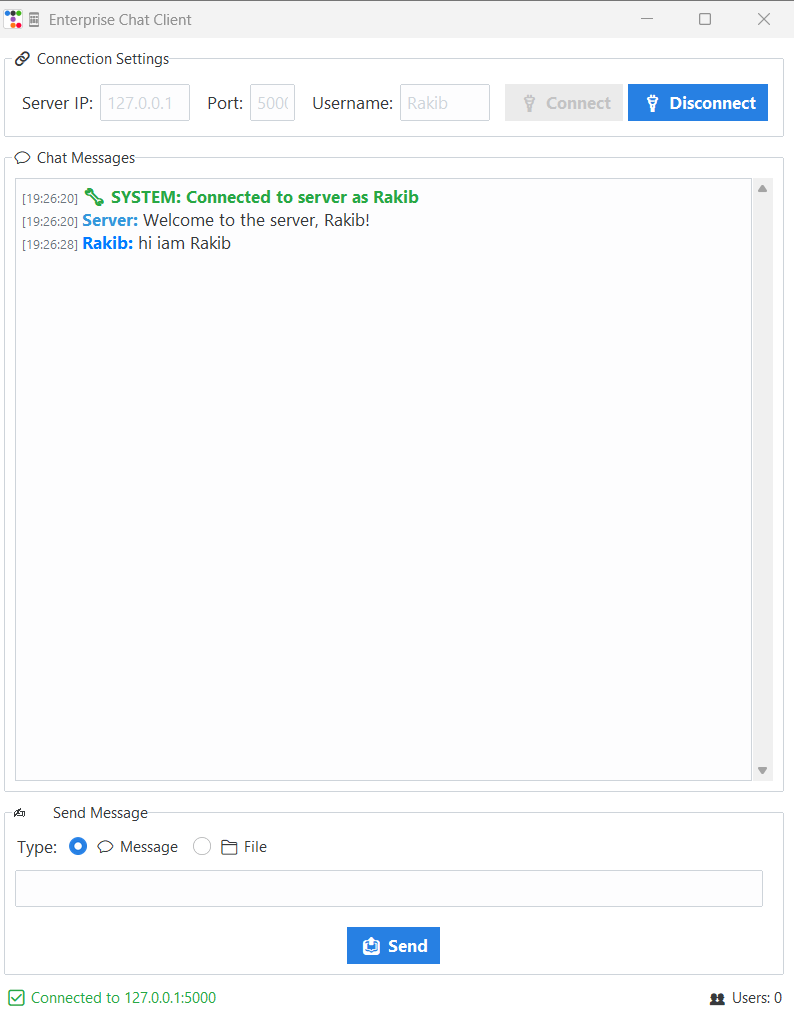 Enterprise Chat Client
Connection Settings
Server IP: 127.0.0.1 Port: 5000 Username: Rakib Connect Disconnect
Chat Messages
[19:26:20] SYSTEM: Connected to server as Rakib
[19:26:20] Server: Welcome to the server, Rakib!
[19:26:28] Rakib: hi iam Rakib
Send Message
Type: Message File
Send
Connected to 127.0.0.1:5000 Users: 0